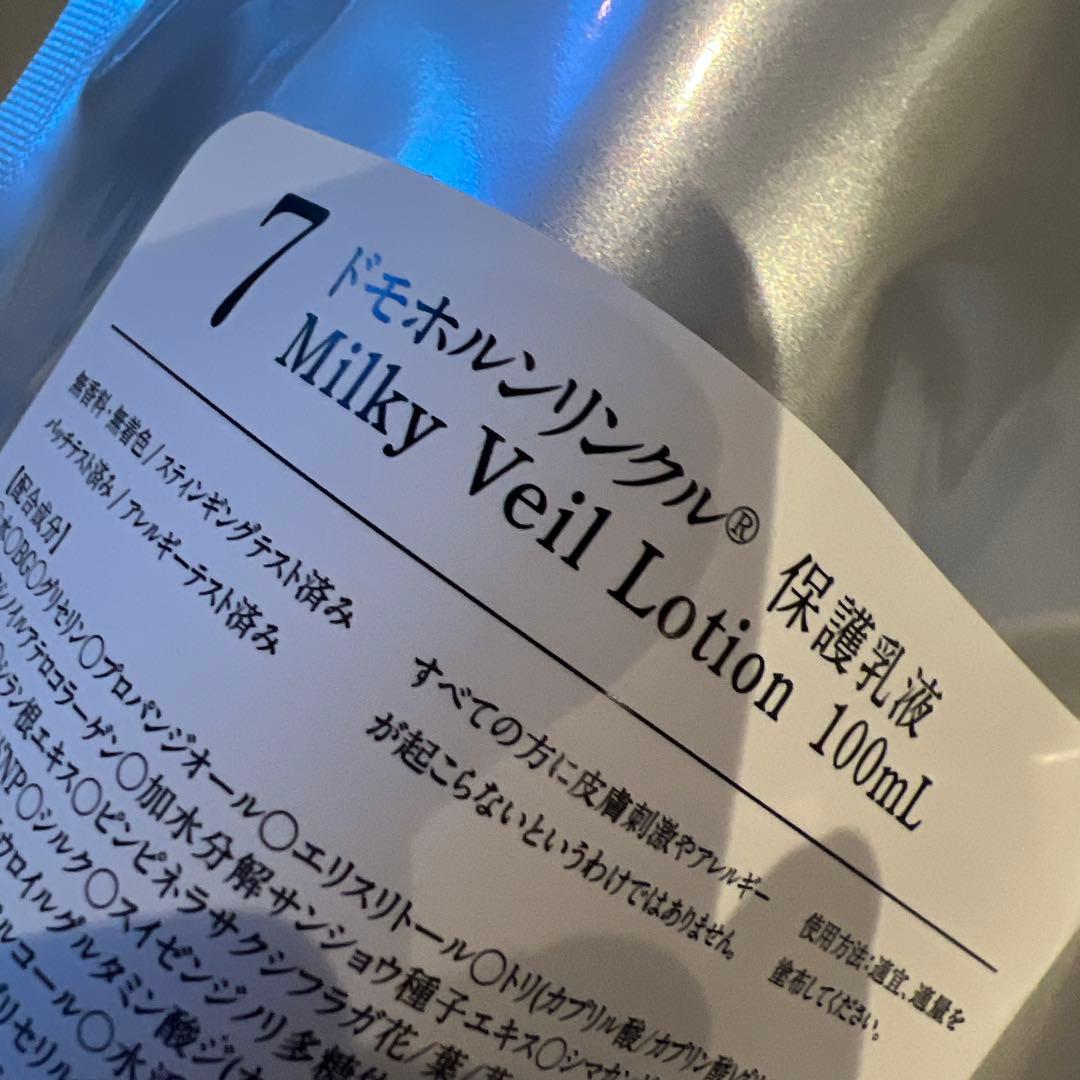 7 ドモホルンリンクル® 保護乳液
Milky Veil Lotion 100mL
無香料・無着色 / スティンギングテスト済み
パッチテスト済み / アレルギーテスト済み
すべての方に皮膚刺激やアレルギー
が起こらないというわけではありません。
使用方法:適宜、適量を
塗布してください。
【配合成分】
○水○BG○グリセリン○プロパンジオール○エリスリトール○トリ(カプリル酸/カプリン酸)
ノイルアテロコラーゲン○加水分解サンショウ種子エキス○シマカン
ラン根エキス○ピンピネラサクシフラガ花/葉/茎
NP○シルク○スイゼンジノリ多糖体
ウロイルグルタミン酸ジ(
コール○水
リセリル